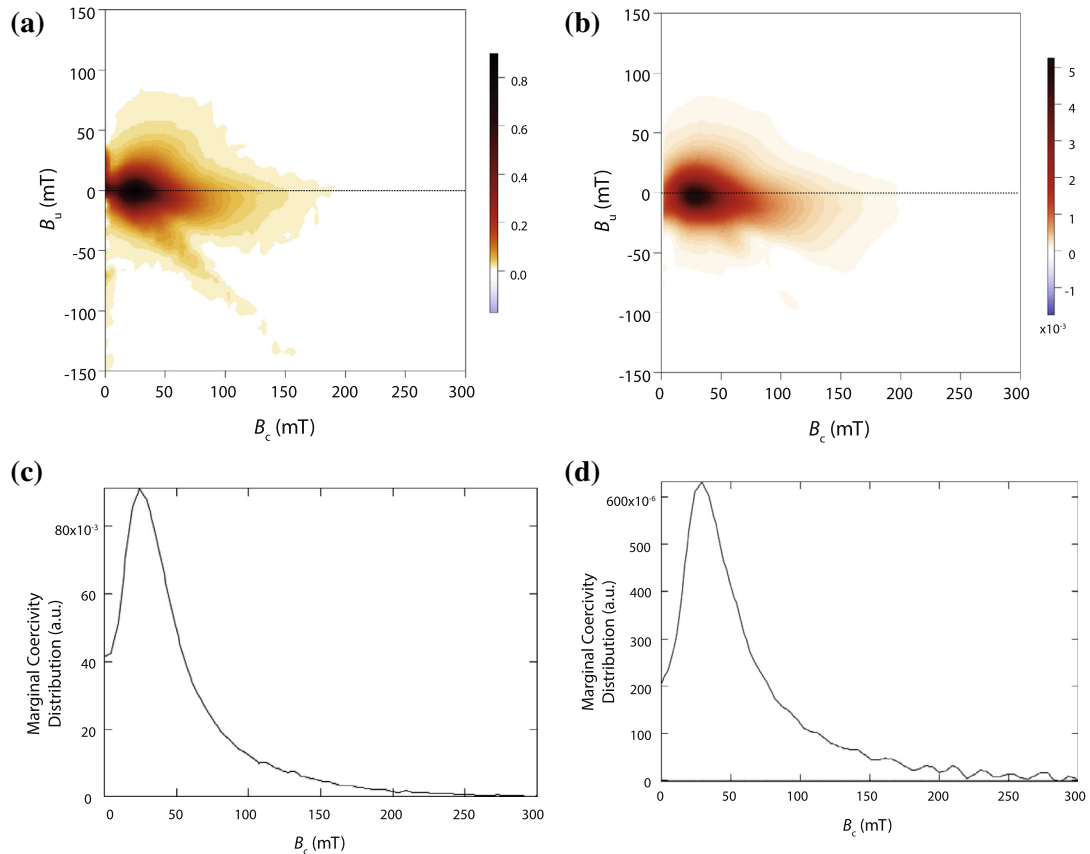 (a)
150
100
50
0
-50
-100
-150
B_u (mT)
0 50 100 150 200 250 300
B_c (mT)
0.8
0.6
0.4
0.2
0.0
(b)
150
100
50
0
-50
-100
-150
B_u (mT)
0 50 100 150 200 250 300
B_c (mT)
5
4
3
2
1
0
-1
x10⁻³
(c)
80x10⁻³
60
40
20
0
Marginal Coercivity
Distribution (a.u.)
0 50 100 150 200 250 300
B_c (mT)
(d)
600x10⁻⁶
500
400
300
200
100
0
Marginal Coercivity
Distribution (a.u.)
0 50 100 150 200 250 300
B_c (mT)